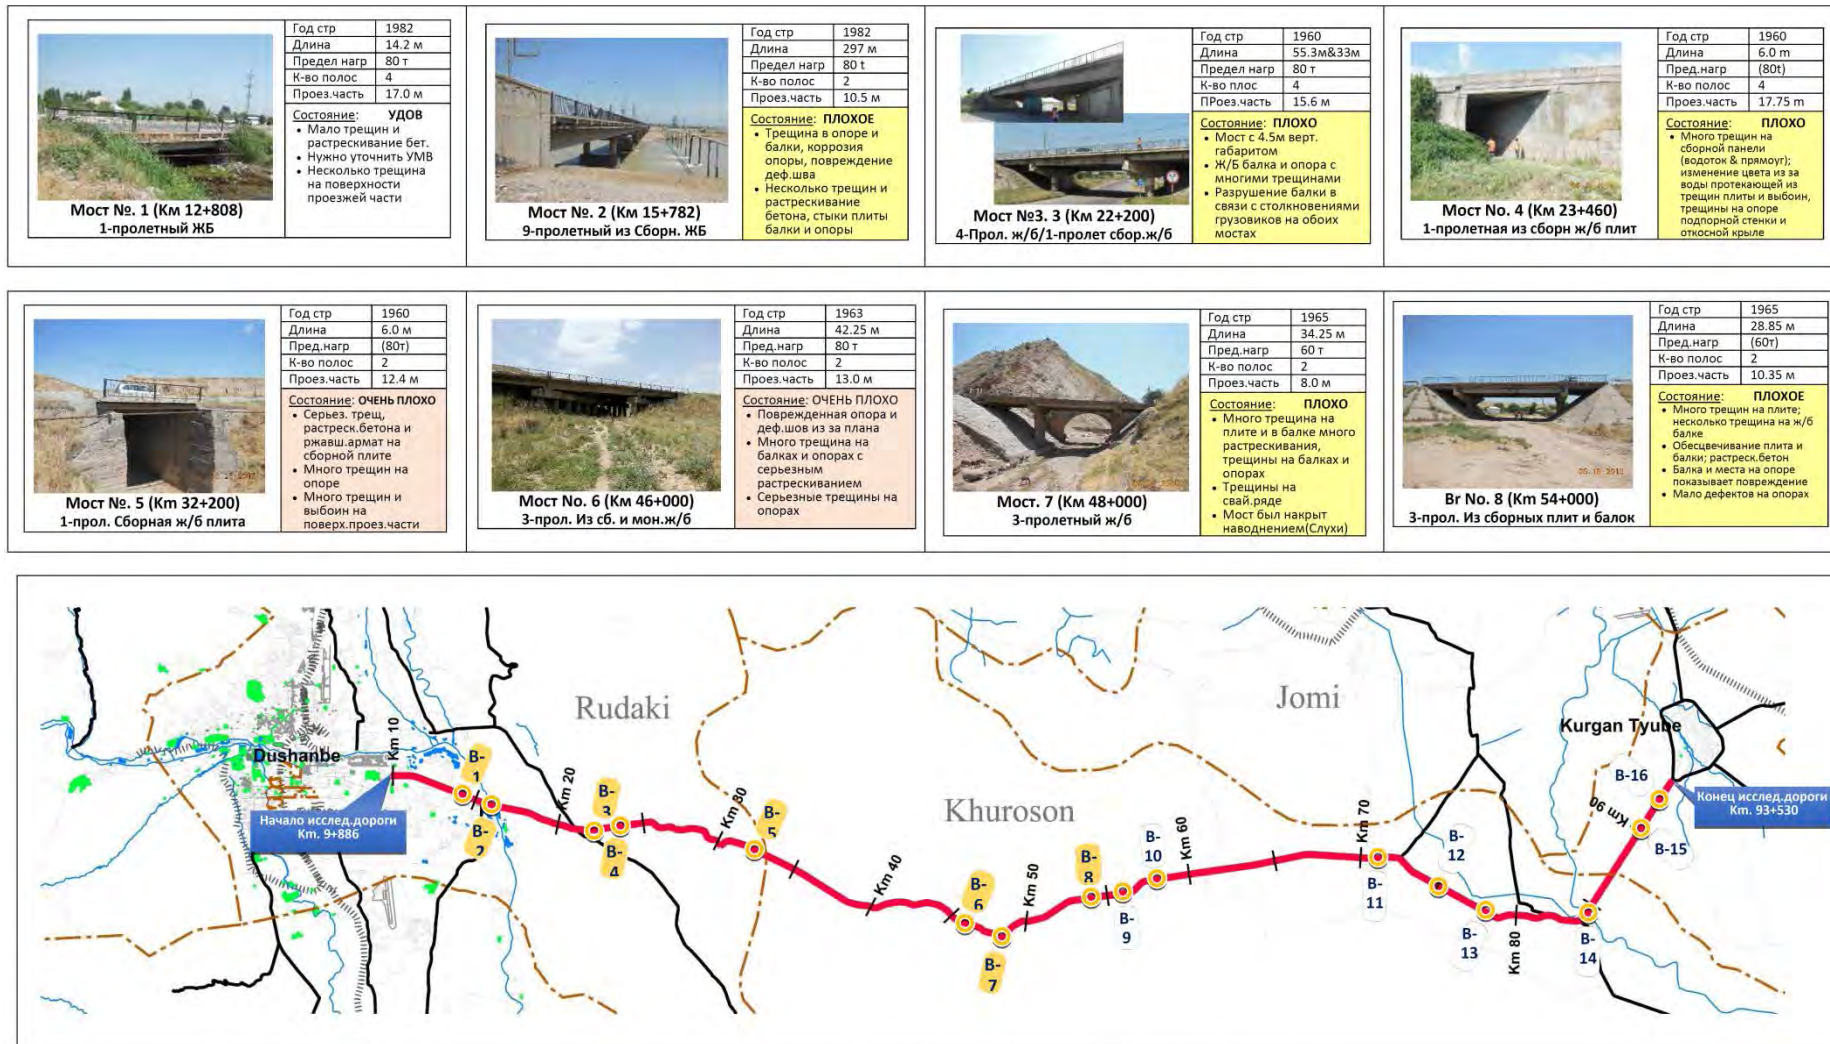 Год стр 1982
Длина 14.2 м
Предел нагр 80 т
К-во полос 4
Проез.часть 17.0 м
Состояние: УДОВ
• Мало трещин и
растрескивание бет.
• Нужно уточнить УМВ
• Несколько трещина
на поверхности
проезжей части
Мост №. 1 (Км 12+808)
1-пролетный ЖБ
Год стр 1982
Длина 297 м
Предел нагр 80 t
К-во полос 2
Проез.часть 10.5 м
Состояние: ПЛОХОЕ
• Трещина в опоре и
балки, коррозия
опоры, повреждение
деф.шва
• Несколько трещин и
растрескивание
бетона, стыки плиты
балки и опоры
Мост №. 2 (Км 15+782)
9-пролетный из Сборн. ЖБ
Год стр 1960
Длина 55.3м&33м
Предел нагр 80 т
К-во плос 4
ПРоез.часть 15.6 м
Состояние: ПЛОХО
• Мост с 4.5м верт.
габаритом
• Ж/Б балка и опора с
многими трещинами
• Разрушение балки в
связи с столкновениями
грузовиков на обоих
мостах
Мост №3. 3 (Км 22+200)
4-Прол. ж/б/1-пролет сбор.ж/б
Год стр 1960
Длина 6.0 m
Пред.нагр (80t)
К-во полос 4
Проез.часть 17.75 m
Состояние: ПЛОХО
• Много трещин на
сборной панели
(водоток & прямоуг);
изменение цвета из за
воды протекающей из
трещин плиты и выбоин,
трещины на опоре
подпорной стенки и
откосной крыле
Мост No. 4 (Км 23+460)
1-пролетная из сборн ж/б плит
Год стр 1960
Длина 6.0 м
Пред.нагр (80т)
К-во полос 2
Проез.часть 12.4 м
Состояние: ОЧЕНЬ ПЛОХО
• Серьез. трещ,
растреск.бетона и
ржавш.армат на
сборной плите
• Много трещин на
опоре
• Много трещин и
выбоин на
поверх.проез.части
Мост №. 5 (Km 32+200)
1-прол. Сборная ж/б плита
Год стр 1963
Длина 42.25 м
Пред.нагр 80 т
К-во полос 2
Проез.часть 13.0 м
Состояние: ОЧЕНЬ ПЛОХО
• Поврежденная опора и
деф.шов из за плана
• Много трещина на
балках и опорах с
серьезным
растрескиванием
• Серьезные трещины на
опорах
Мост No. 6 (Км 46+000)
3-прол. Из сб. и мон.ж/б
Год стр 1965
Длина 34.25 м
Пред.нагр 60 т
К-во полос 2
Проез.часть 8.0 м
Состояние: ПЛОХО
• Много трещина на
плите и в балке много
растрескивания,
трещины на балках и
опорах
• Трещины на
свай.ряде
• Мост был накрыт
наводнением(Слухи)
Мост. 7 (Км 48+000)
3-пролетный ж/б
Год стр 1965
Длина 28.85 м
Пред.нагр (60т)
К-во полос 2
Проез.часть 10.35 м
Состояние: ПЛОХОЕ
• Много трещин на плите;
несколько трещина на ж/б
балке
• Обесцвечивание плита и
балки; растреск.бетон
• Балка и места на опоре
показывает повреждение
• Мало дефектов на опорах
Br No. 8 (Km 54+000)
3-прол. Из сборных плит и балок
Rudaki
Jomi
Khuroson
Dushanbe
Kurgan Tyube
Начало исслед.дороги
Km. 9+886
Конец исслед.дороги
Km. 93+530
Km 10
Km 20
Km 30
Km 40
Km 50
Km 60
Km 70
Km 80
Km 90
B-
1
B-
2
B-
3
B-
4
B-
5
B-
6
B-
7
B-
8
B-
9
B-
10
B-
11
B-
12
B-
13
B-
14
B-15
B-16